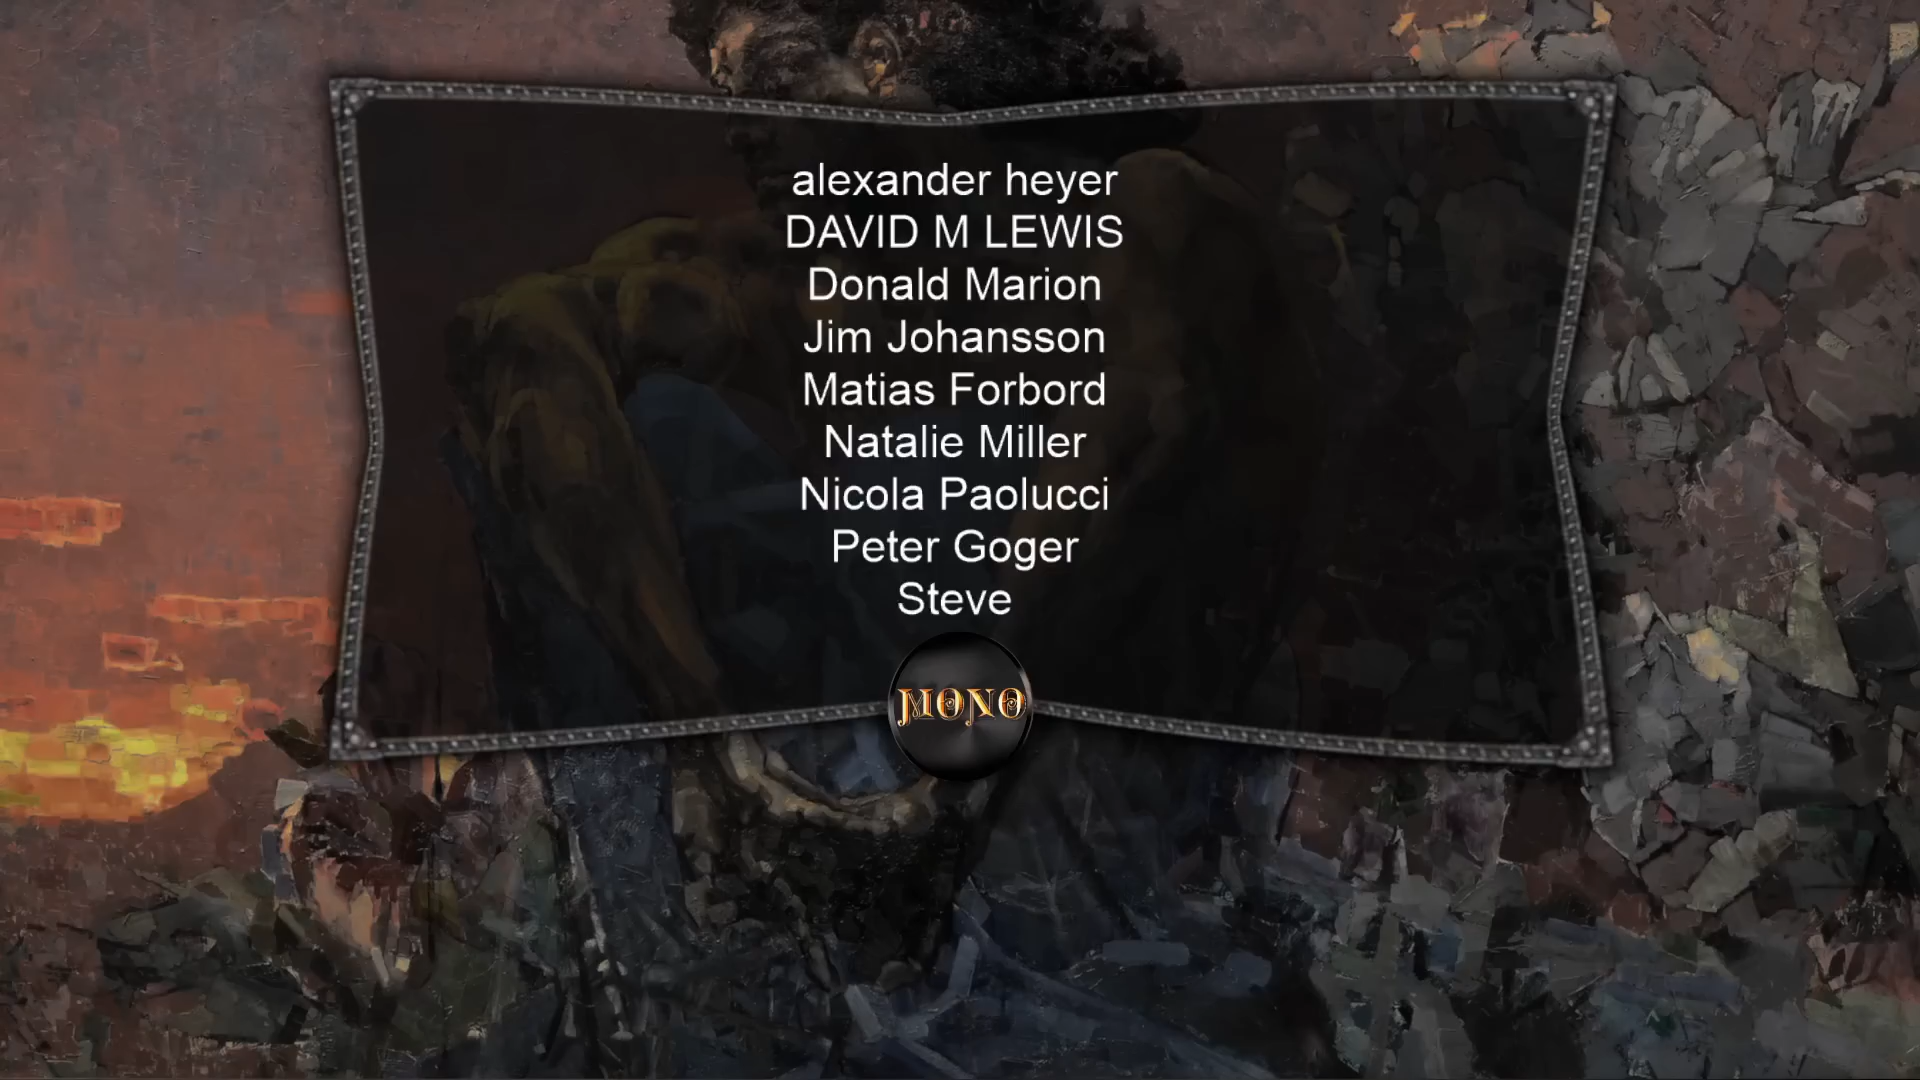 alexander heyer
DAVID M LEWIS
Donald Marion
Jim Johansson
Matias Forbord
Natalie Miller
Nicola Paolucci
Peter Goger
Steve
MONO